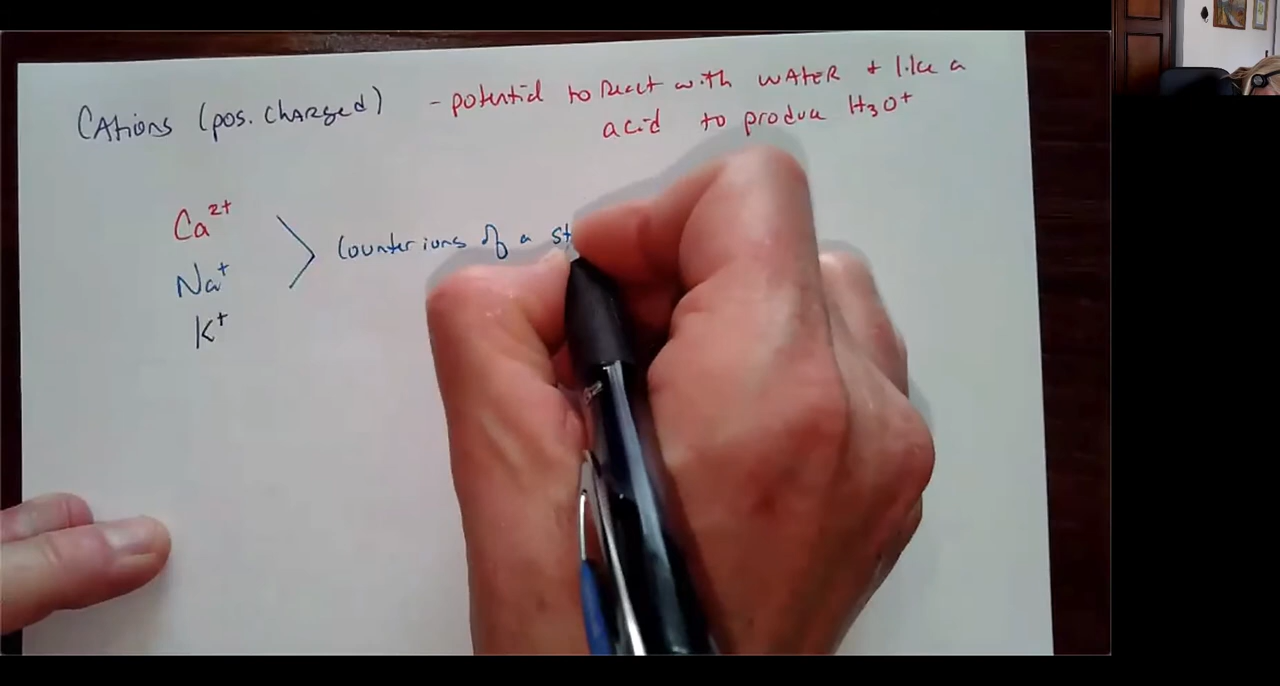 CAtions (pos. CHArged) - potential to react with WAtER + like a
acid to produce H₃O⁺
Ca²⁺
Na⁺
K⁺
Counterions of a st